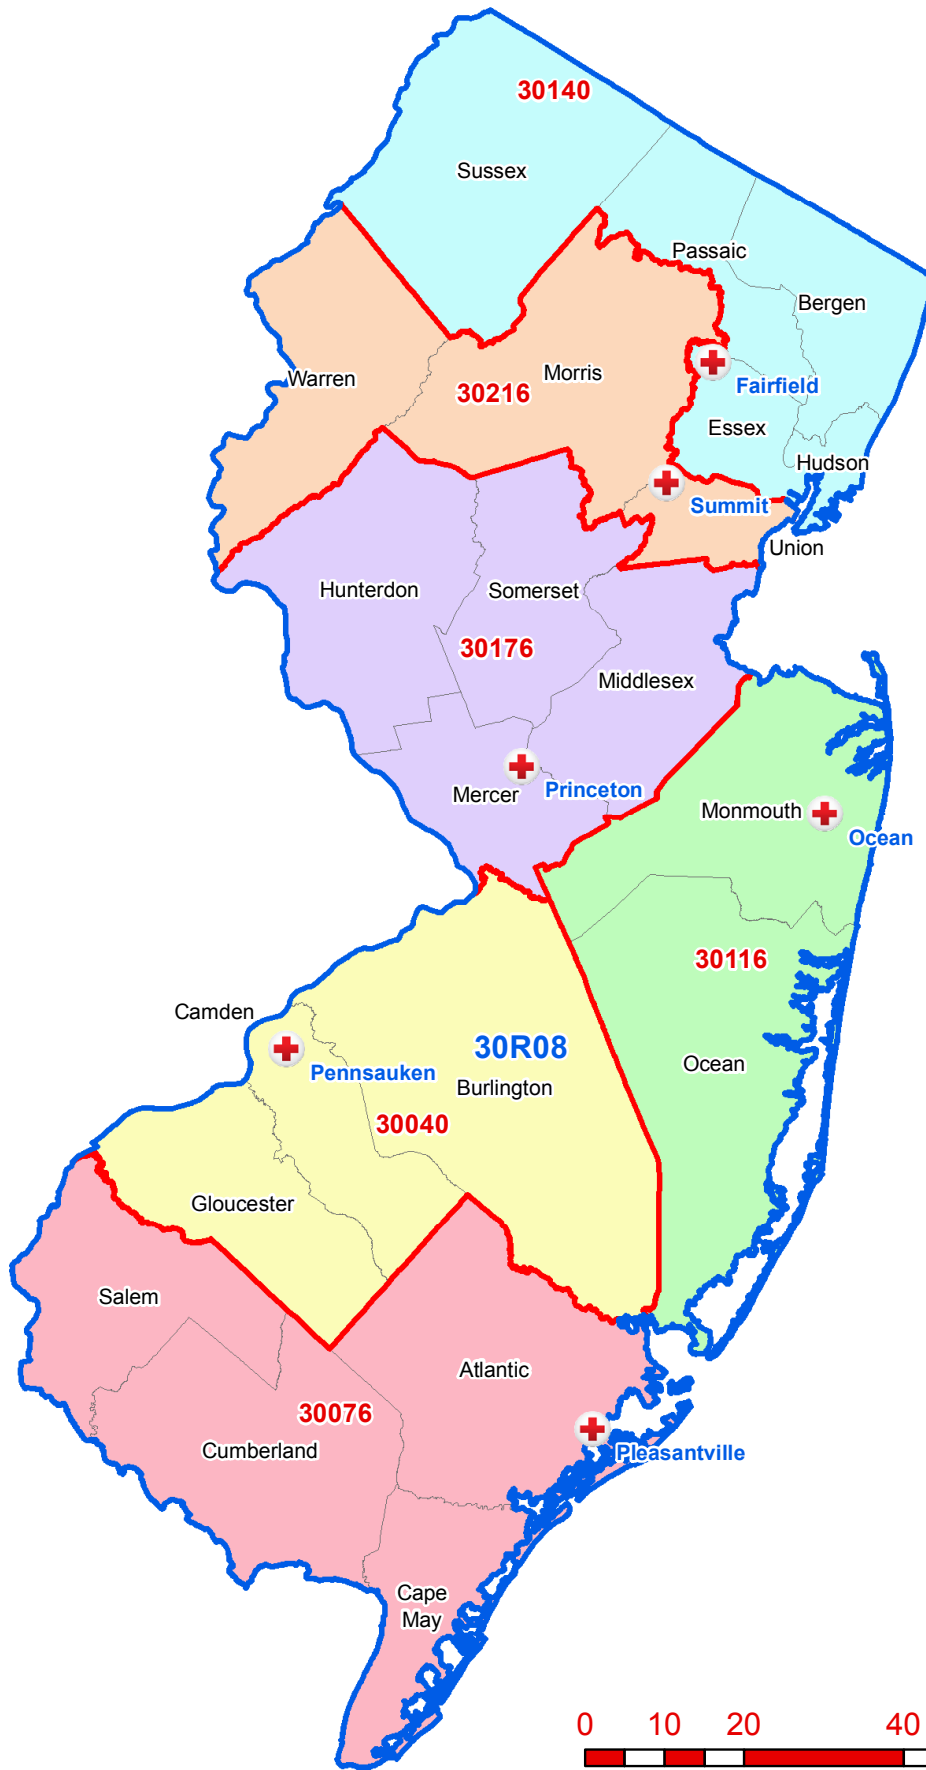 30140
Sussex
Passaic
Bergen
Warren
Morris
30216
Fairfield
Essex
Hudson
Summit
Union
Hunterdon
Somerset
30176
Middlesex
Mercer
Princeton
Monmouth
Ocean
30116
Camden
30R08
Ocean
Pennsauken
Burlington
30040
Gloucester
Salem
Atlantic
30076
Cumberland
Pleasantville
Cape
May
0 10 20 40